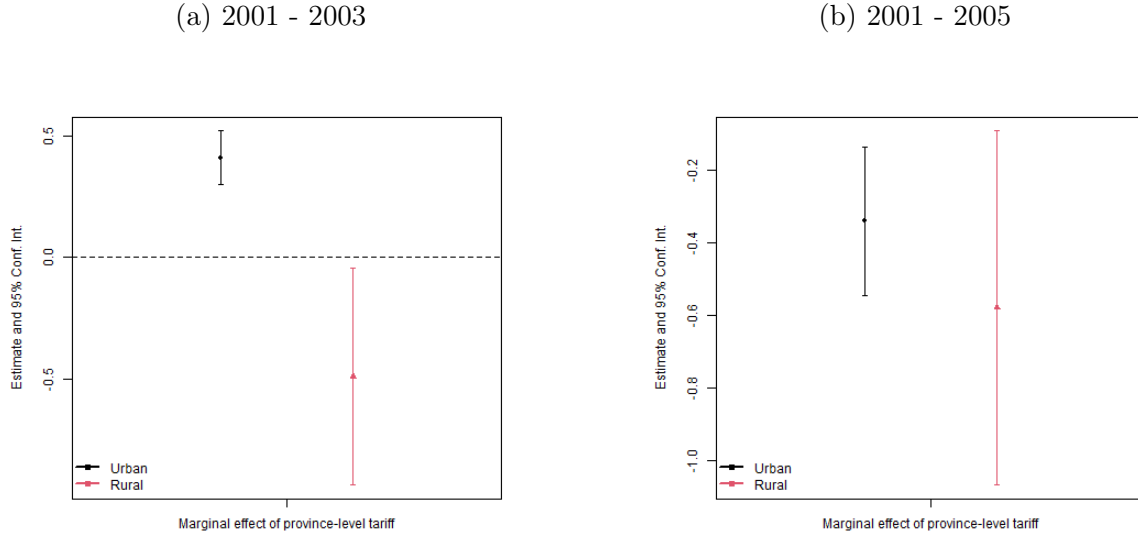 (a) 2001 - 2003
Estimate and 95% Conf. Int.
0.5
0.0
-0.5
Urban
Rural
Marginal effect of province-level tariff
(b) 2001 - 2005
Estimate and 95% Conf. Int.
-0.2
-0.4
-0.6
-0.8
-1.0
Urban
Rural
Marginal effect of province-level tariff